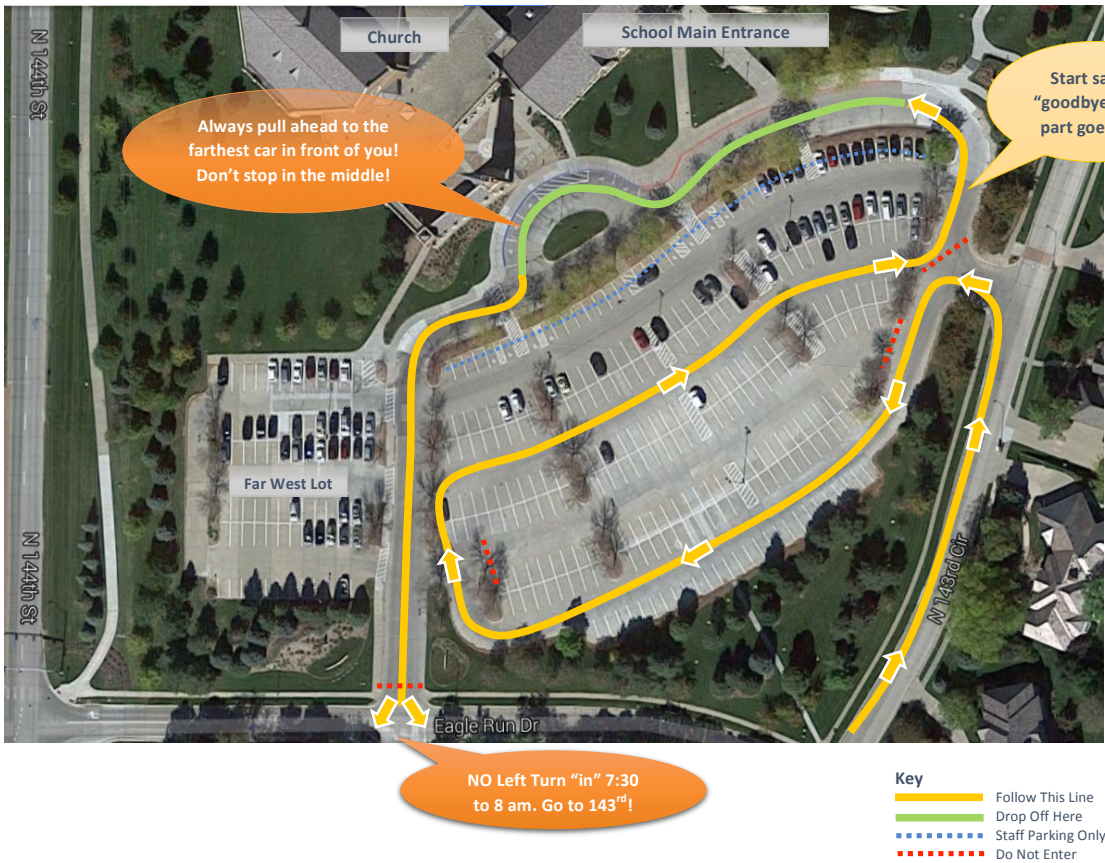 N 144th St
Church
School Main Entrance
Start sa
“goodbye
part goe
Always pull ahead to the
farthest car in front of you!
Don’t stop in the middle!
Far West Lot
N 144th St
N 143rd Cir
Eagle Run Dr
NO Left Turn “in” 7:30
to 8 am. Go to 143rd!
Key
Follow This Line
Drop Off Here
Staff Parking Only
Do Not Enter